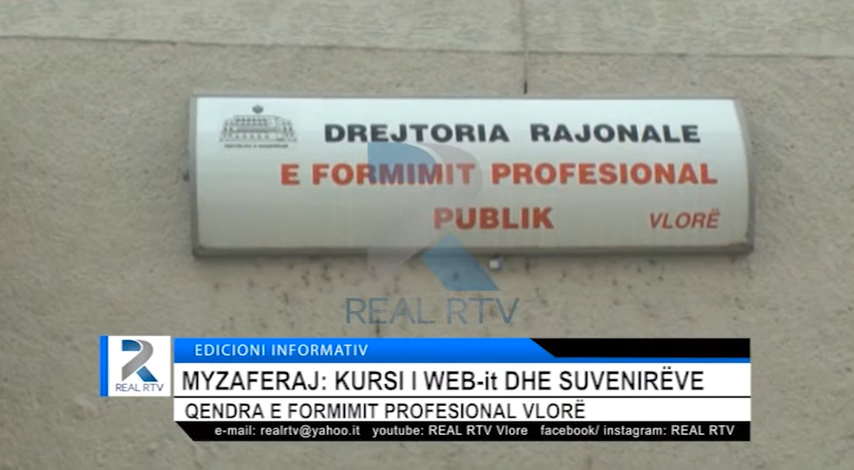 DREJTORIA RAJONALE
E FORMIMIT PROFESIONAL
PUBLIK VLORË
REAL RTV
EDICIONI INFORMATIV
REAL RTV
MYZAFERAJ: KURSI I WEB-it DHE SUVENIRËVE
QENDRA E FORMIMIT PROFESIONAL VLORË
e-mail: realrtv@yahoo.it youtube: REAL RTV Vlore facebook/ instagram: REAL RTV